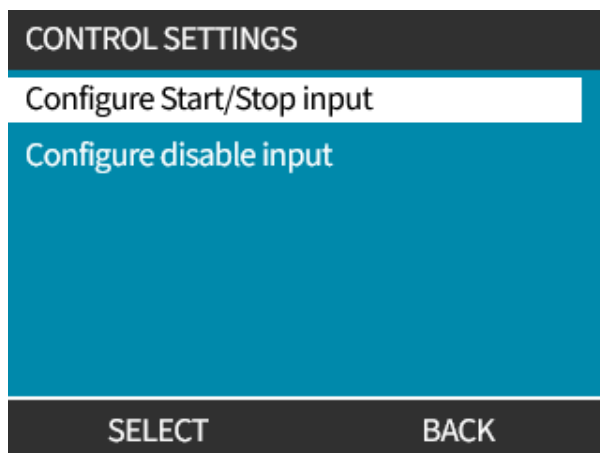 CONTROL SETTINGS
Configure Start/Stop input
Configure disable input
SELECT BACK